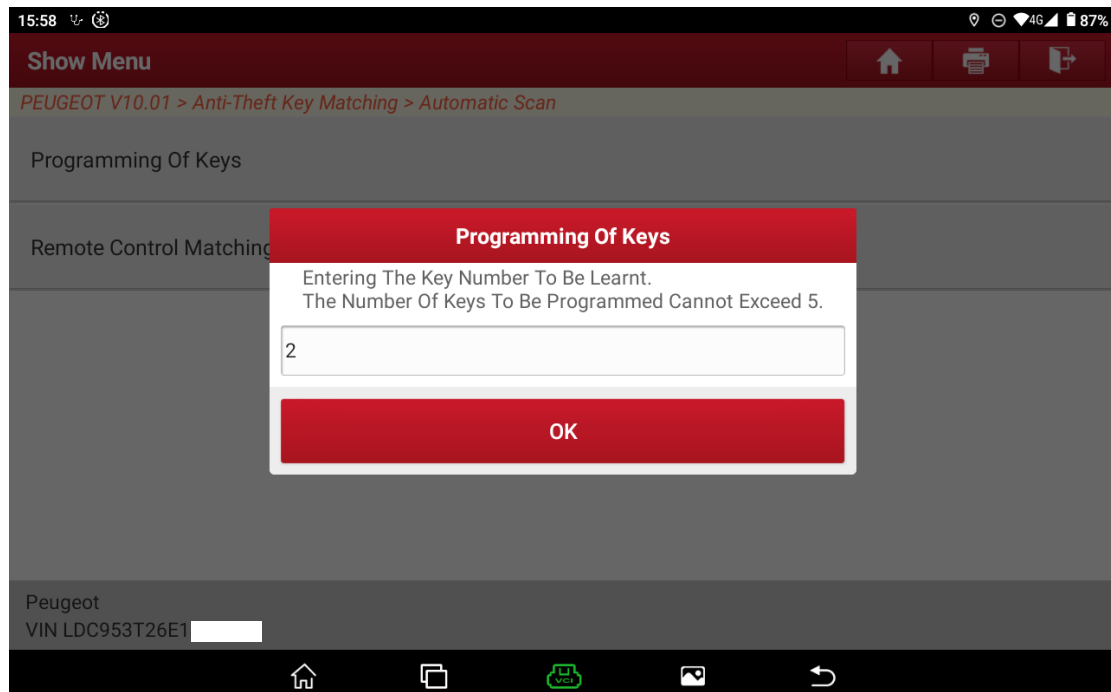 15:58
4G 87%
Show Menu
PEUGEOT V10.01 > Anti-Theft Key Matching > Automatic Scan
Programming Of Keys
Remote Control Matching
Programming Of Keys
Entering The Key Number To Be Learnt.
The Number Of Keys To Be Programmed Cannot Exceed 5.
2
OK
Peugeot
VIN LDC953T26E1
VCI